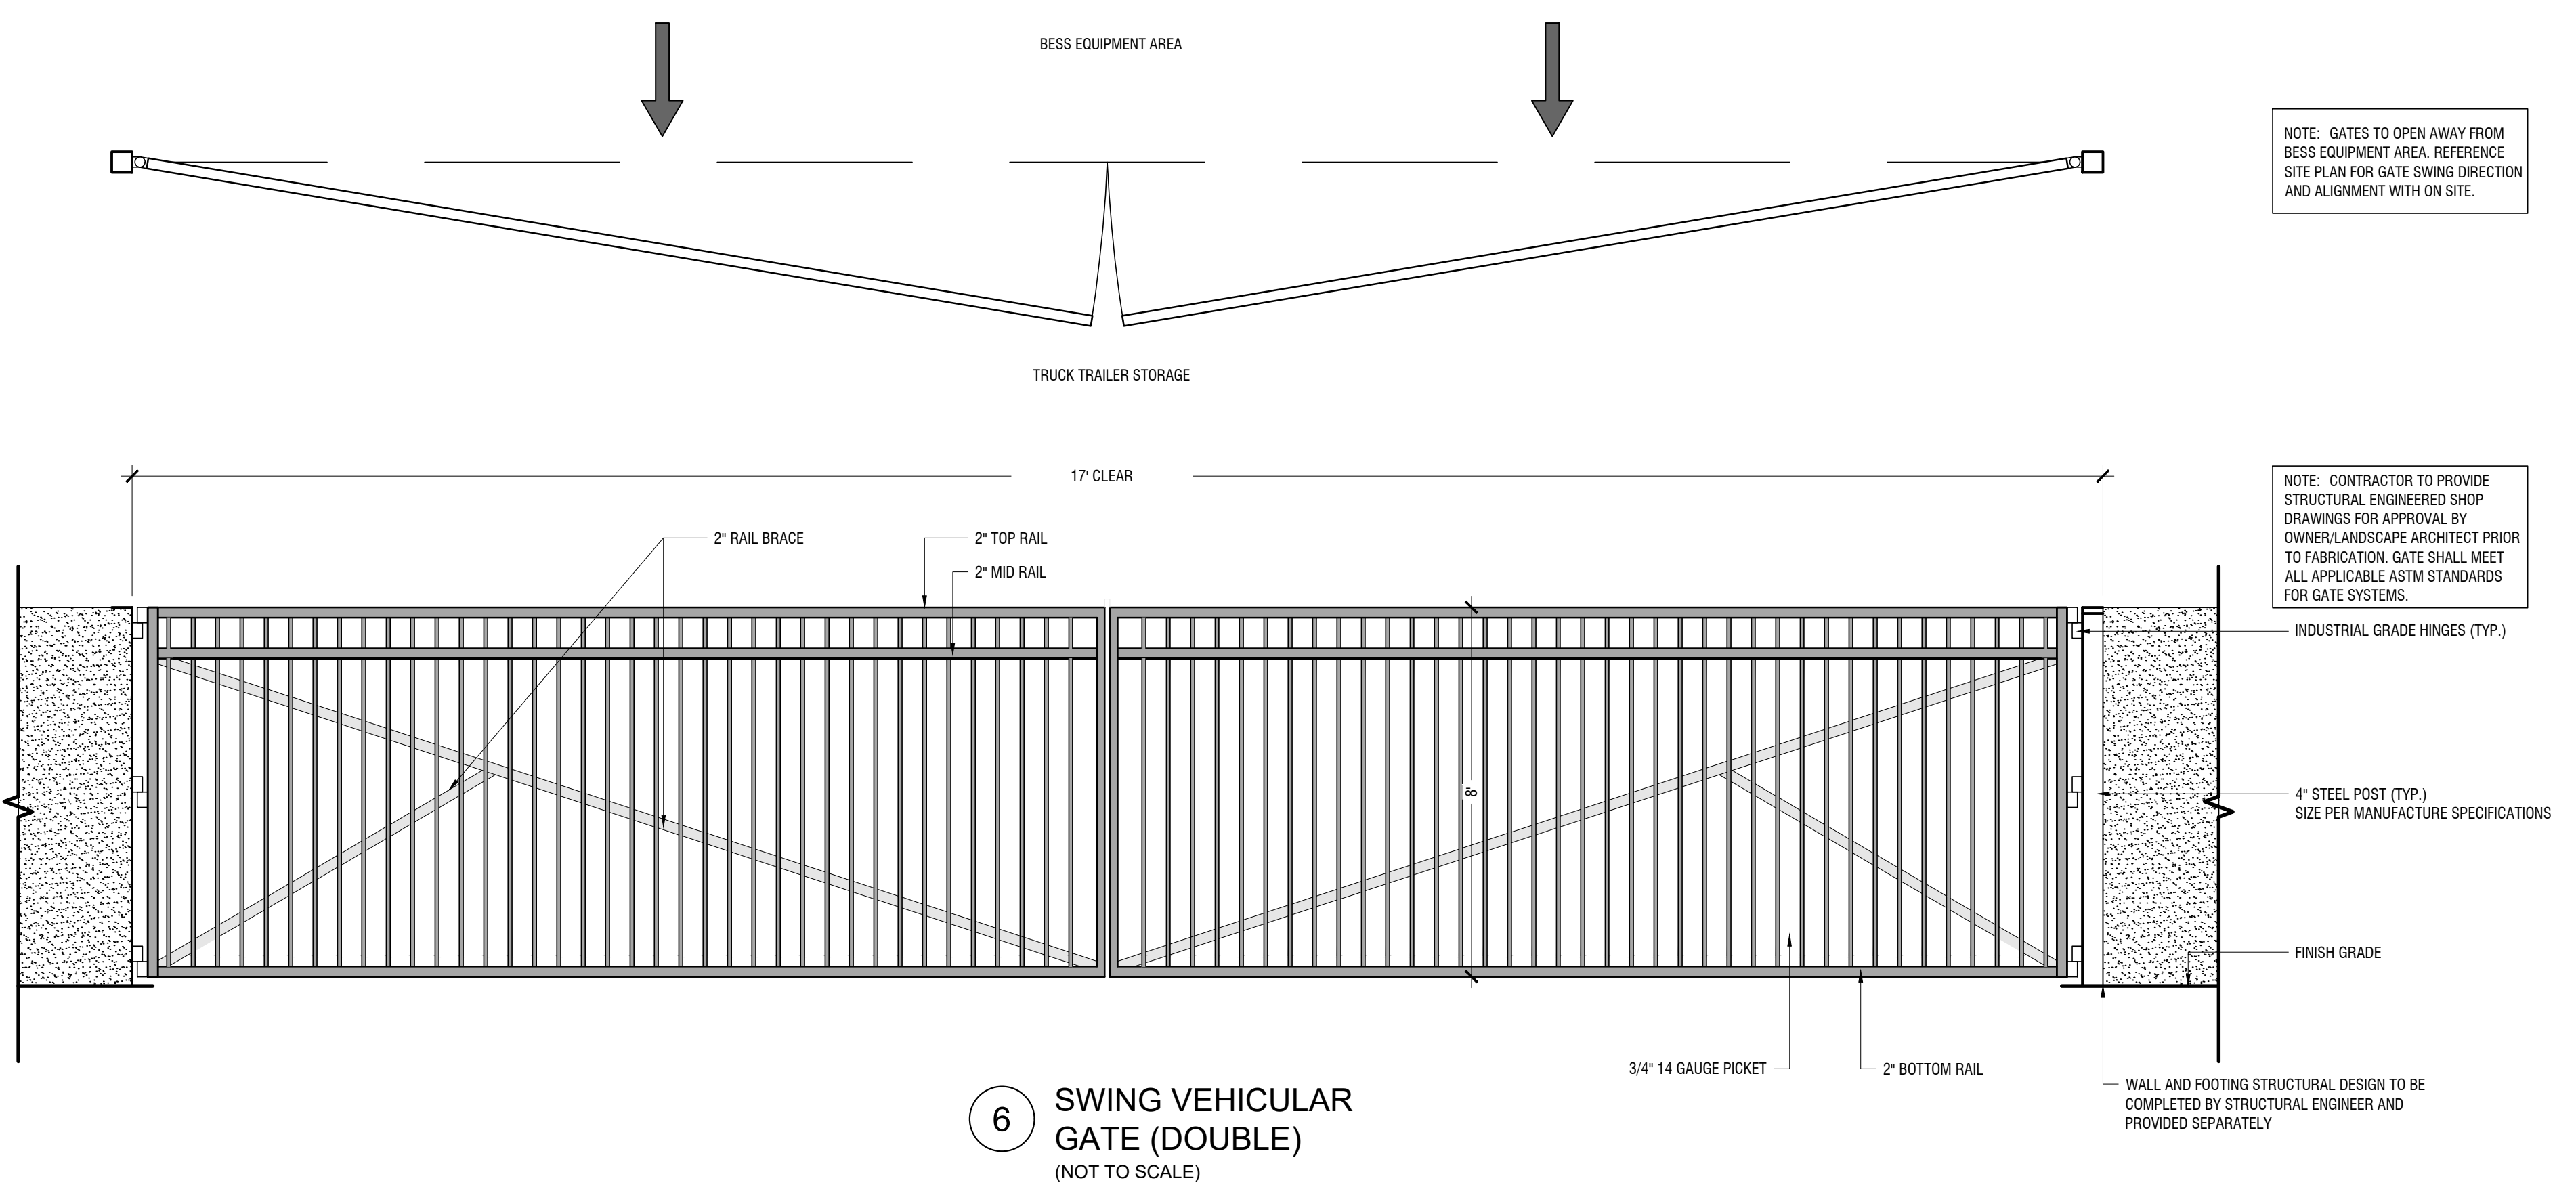 BESS EQUIPMENT AREA
NOTE: GATES TO OPEN AWAY FROM
BESS EQUIPMENT AREA. REFERENCE
SITE PLAN FOR GATE SWING DIRECTION
AND ALIGNMENT WITH ON SITE.
TRUCK TRAILER STORAGE
17' CLEAR
NOTE: CONTRACTOR TO PROVIDE
STRUCTURAL ENGINEERED SHOP
DRAWINGS FOR APPROVAL BY
OWNER/LANDSCAPE ARCHITECT PRIOR
TO FABRICATION. GATE SHALL MEET
ALL APPLICABLE ASTM STANDARDS
FOR GATE SYSTEMS.
2" RAIL BRACE
2" TOP RAIL
2" MID RAIL
INDUSTRIAL GRADE HINGES (TYP.)
8'
4" STEEL POST (TYP.)
SIZE PER MANUFACTURE SPECIFICATIONS
FINISH GRADE
3/4" 14 GAUGE PICKET
2" BOTTOM RAIL
WALL AND FOOTING STRUCTURAL DESIGN TO BE
COMPLETED BY STRUCTURAL ENGINEER AND
PROVIDED SEPARATELY
6
SWING VEHICULAR
GATE (DOUBLE)
(NOT TO SCALE)